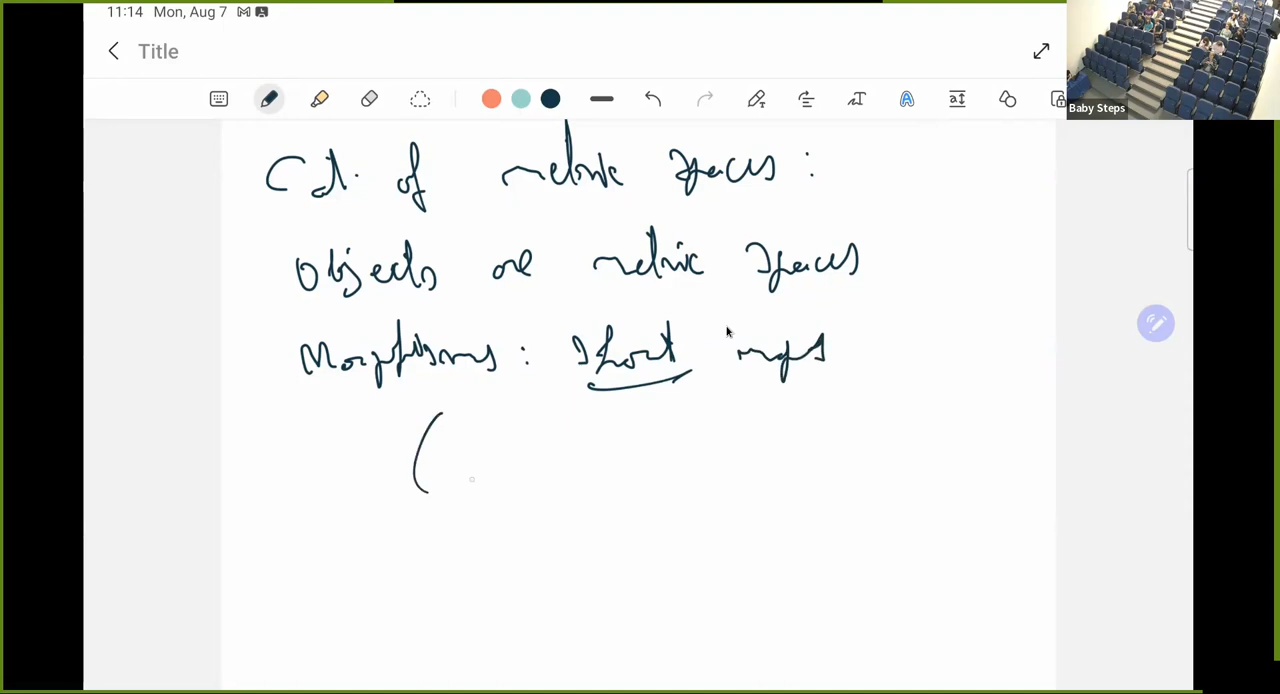 11:14 Mon, Aug 7
Title
Baby Steps
Cat. of metric spaces :
Objects are metric spaces
Morphisms : short maps
(